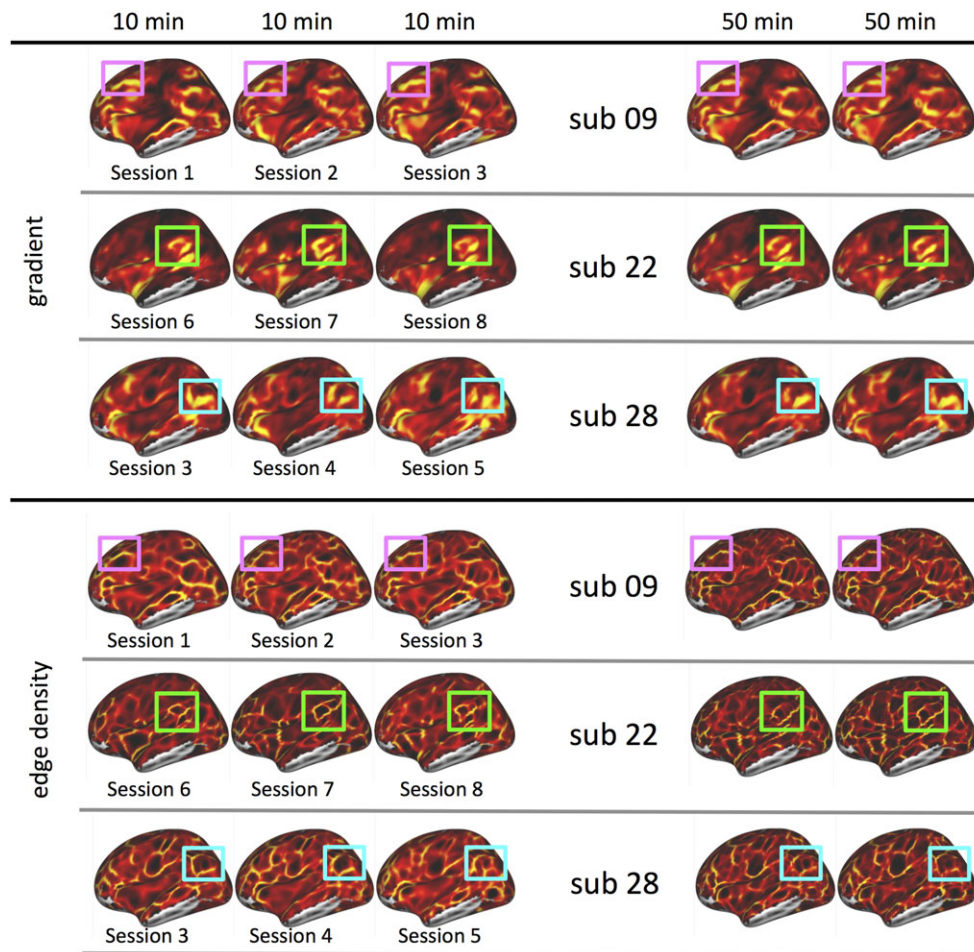 10 min 10 min 10 min 50 min 50 min
gradient
sub 09
Session 1 Session 2 Session 3
sub 22
Session 6 Session 7 Session 8
sub 28
Session 3 Session 4 Session 5
edge density
sub 09
Session 1 Session 2 Session 3
sub 22
Session 6 Session 7 Session 8
sub 28
Session 3 Session 4 Session 5